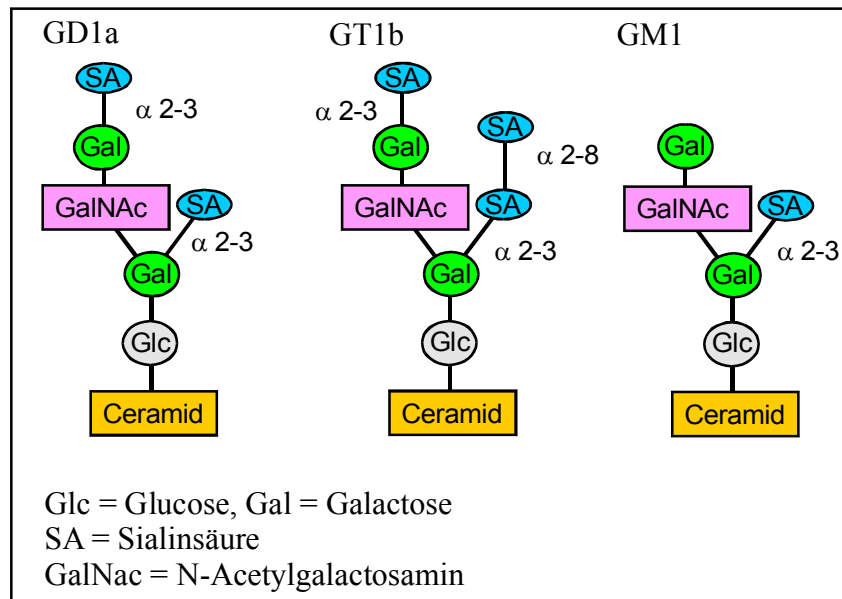 GD1a GT1b GM1
SA SA
α 2-3 α 2-3 SA
Gal Gal α 2-8 Gal
GalNAc SA GalNAc SA GalNAc SA
α 2-3 α 2-3 α 2-3
Gal Gal Gal
Glc Glc Glc
Ceramid Ceramid Ceramid
Glc = Glucose, Gal = Galactose
SA = Sialinsäure
GalNac = N-Acetylgalactosamin